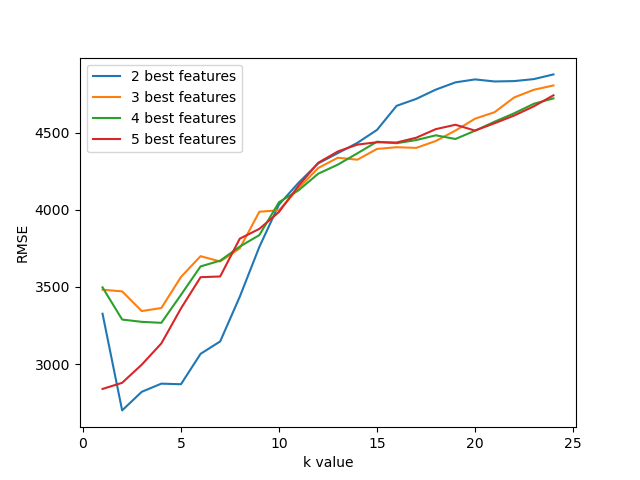 2 best features
3 best features
4 best features
5 best features
4500
4000
3500
3000
RMSE
0 5 10 15 20 25
k value